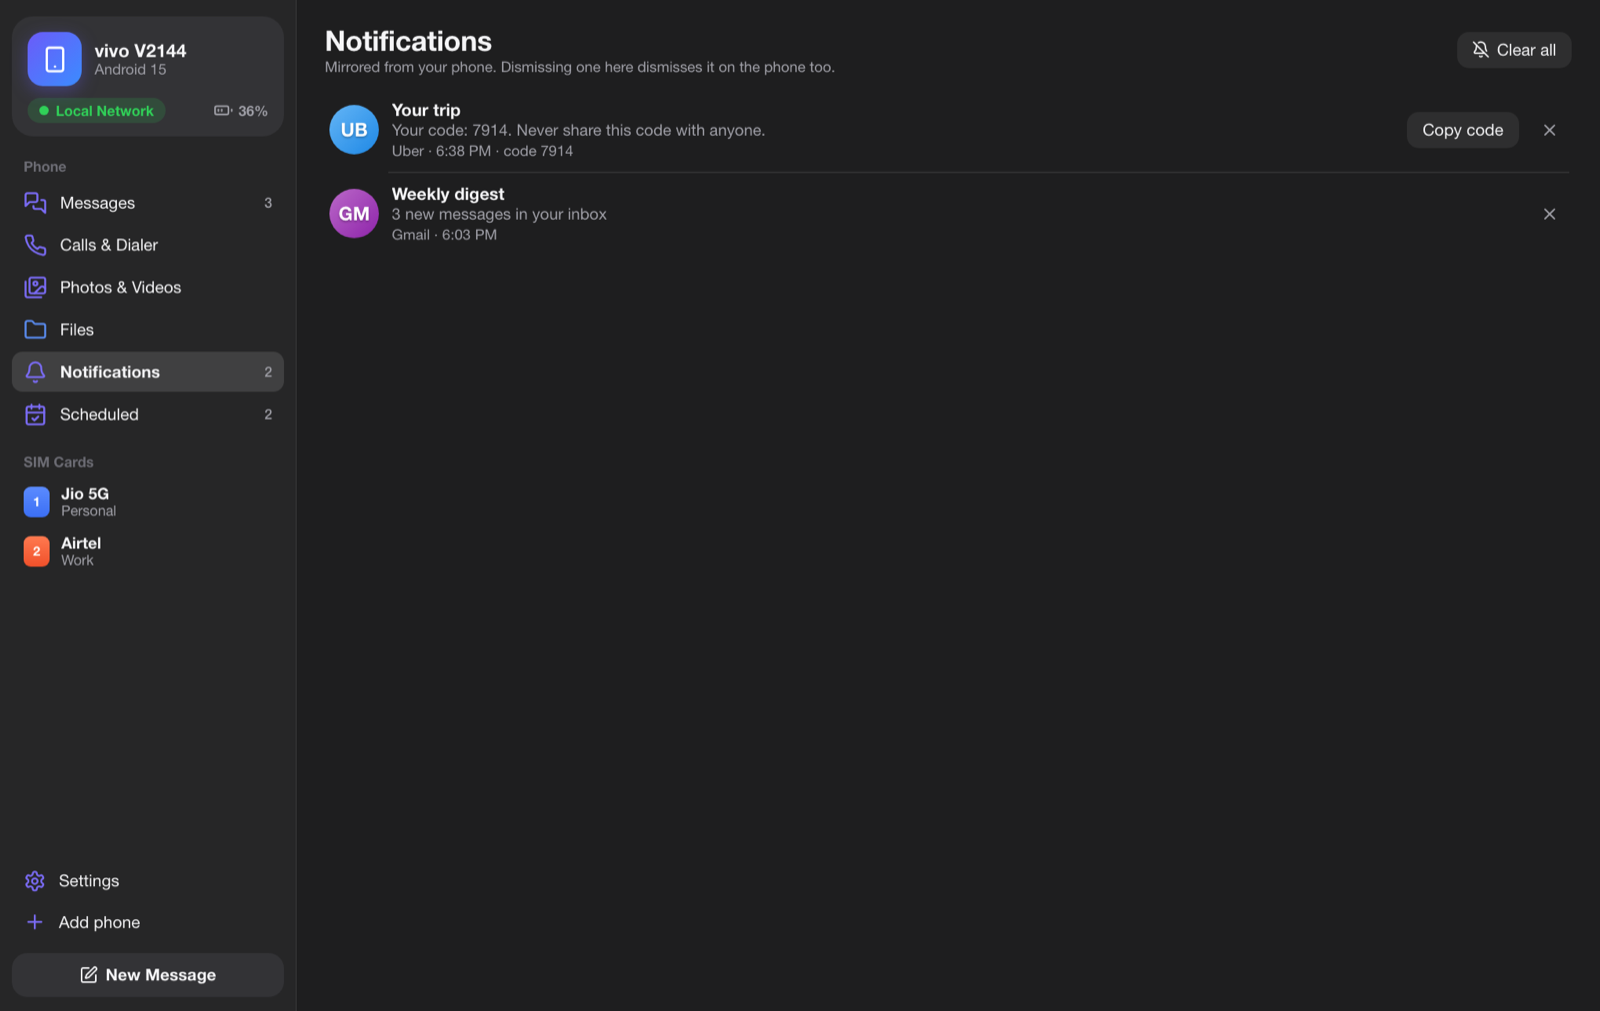 vivo V2144
Android 15
Local Network
36%
Phone
Messages 3
Calls & Dialer
Photos & Videos
Files
Notifications 2
Scheduled 2
SIM Cards
1
Jio 5G
Personal
2
Airtel
Work
Settings
Add phone
New Message
Notifications
Mirrored from your phone. Dismissing one here dismisses it on the phone too.
Clear all
UB
Your trip
Your code: 7914. Never share this code with anyone.
Uber · 6:38 PM · code 7914
Copy code
GM
Weekly digest
3 new messages in your inbox
Gmail · 6:03 PM